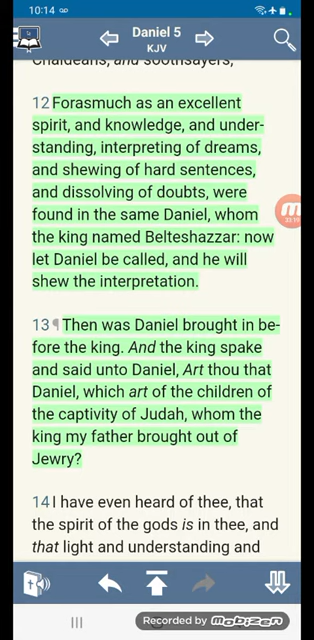 10:14
Daniel 5
KJV
Chaldeans, and soothsayers;
12 Forasmuch as an excellent
spirit, and knowledge, and under-
standing, interpreting of dreams,
and shewing of hard sentences,
and dissolving of doubts, were
found in the same Daniel, whom
the king named Belteshazzar: now
let Daniel be called, and he will
shew the interpretation.
13 ¶ Then was Daniel brought in be-
fore the king. And the king spake
and said unto Daniel, Art thou that
Daniel, which art of the children of
the captivity of Judah, whom the
king my father brought out of
Jewry?
14 I have even heard of thee, that
the spirit of the gods is in thee, and
that light and understanding and
Recorded by mobizen